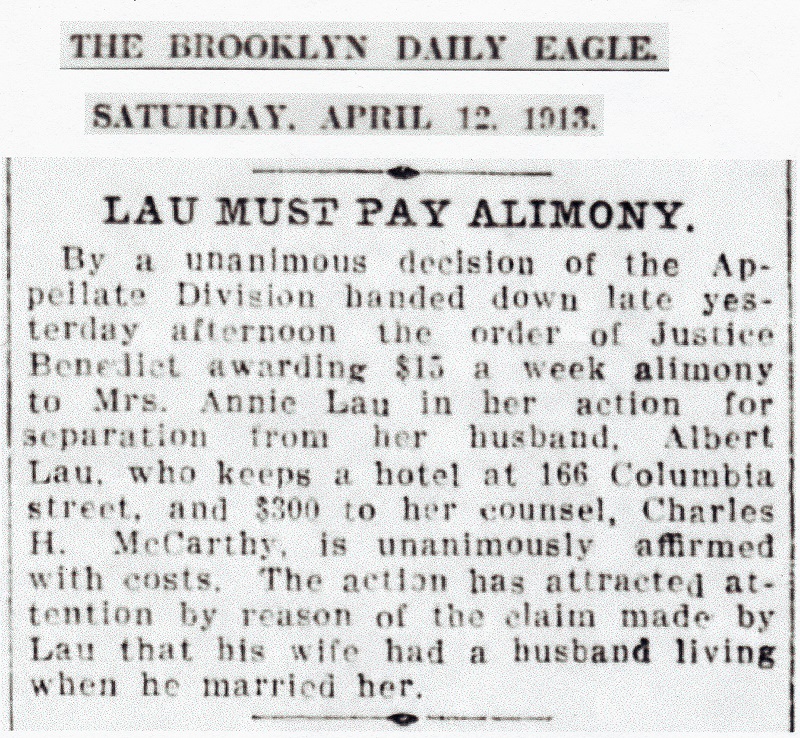 THE BROOKLYN DAILY EAGLE.
SATURDAY, APRIL 12, 1913.
LAU MUST PAY ALIMONY.
By a unanimous decision of the Ap-
pellate Division handed down late yes-
terday afternoon the order of Justice
Benedict awarding $15 a week alimony
to Mrs. Annie Lau in her action for
separation from her husband, Albert
Lau, who keeps a hotel at 166 Columbia
street, and $300 to her counsel, Charles
H. McCarthy, is unanimously affirmed
with costs. The action has attracted at-
tention by reason of the claim made by
Lau that his wife had a husband living
when he married her.